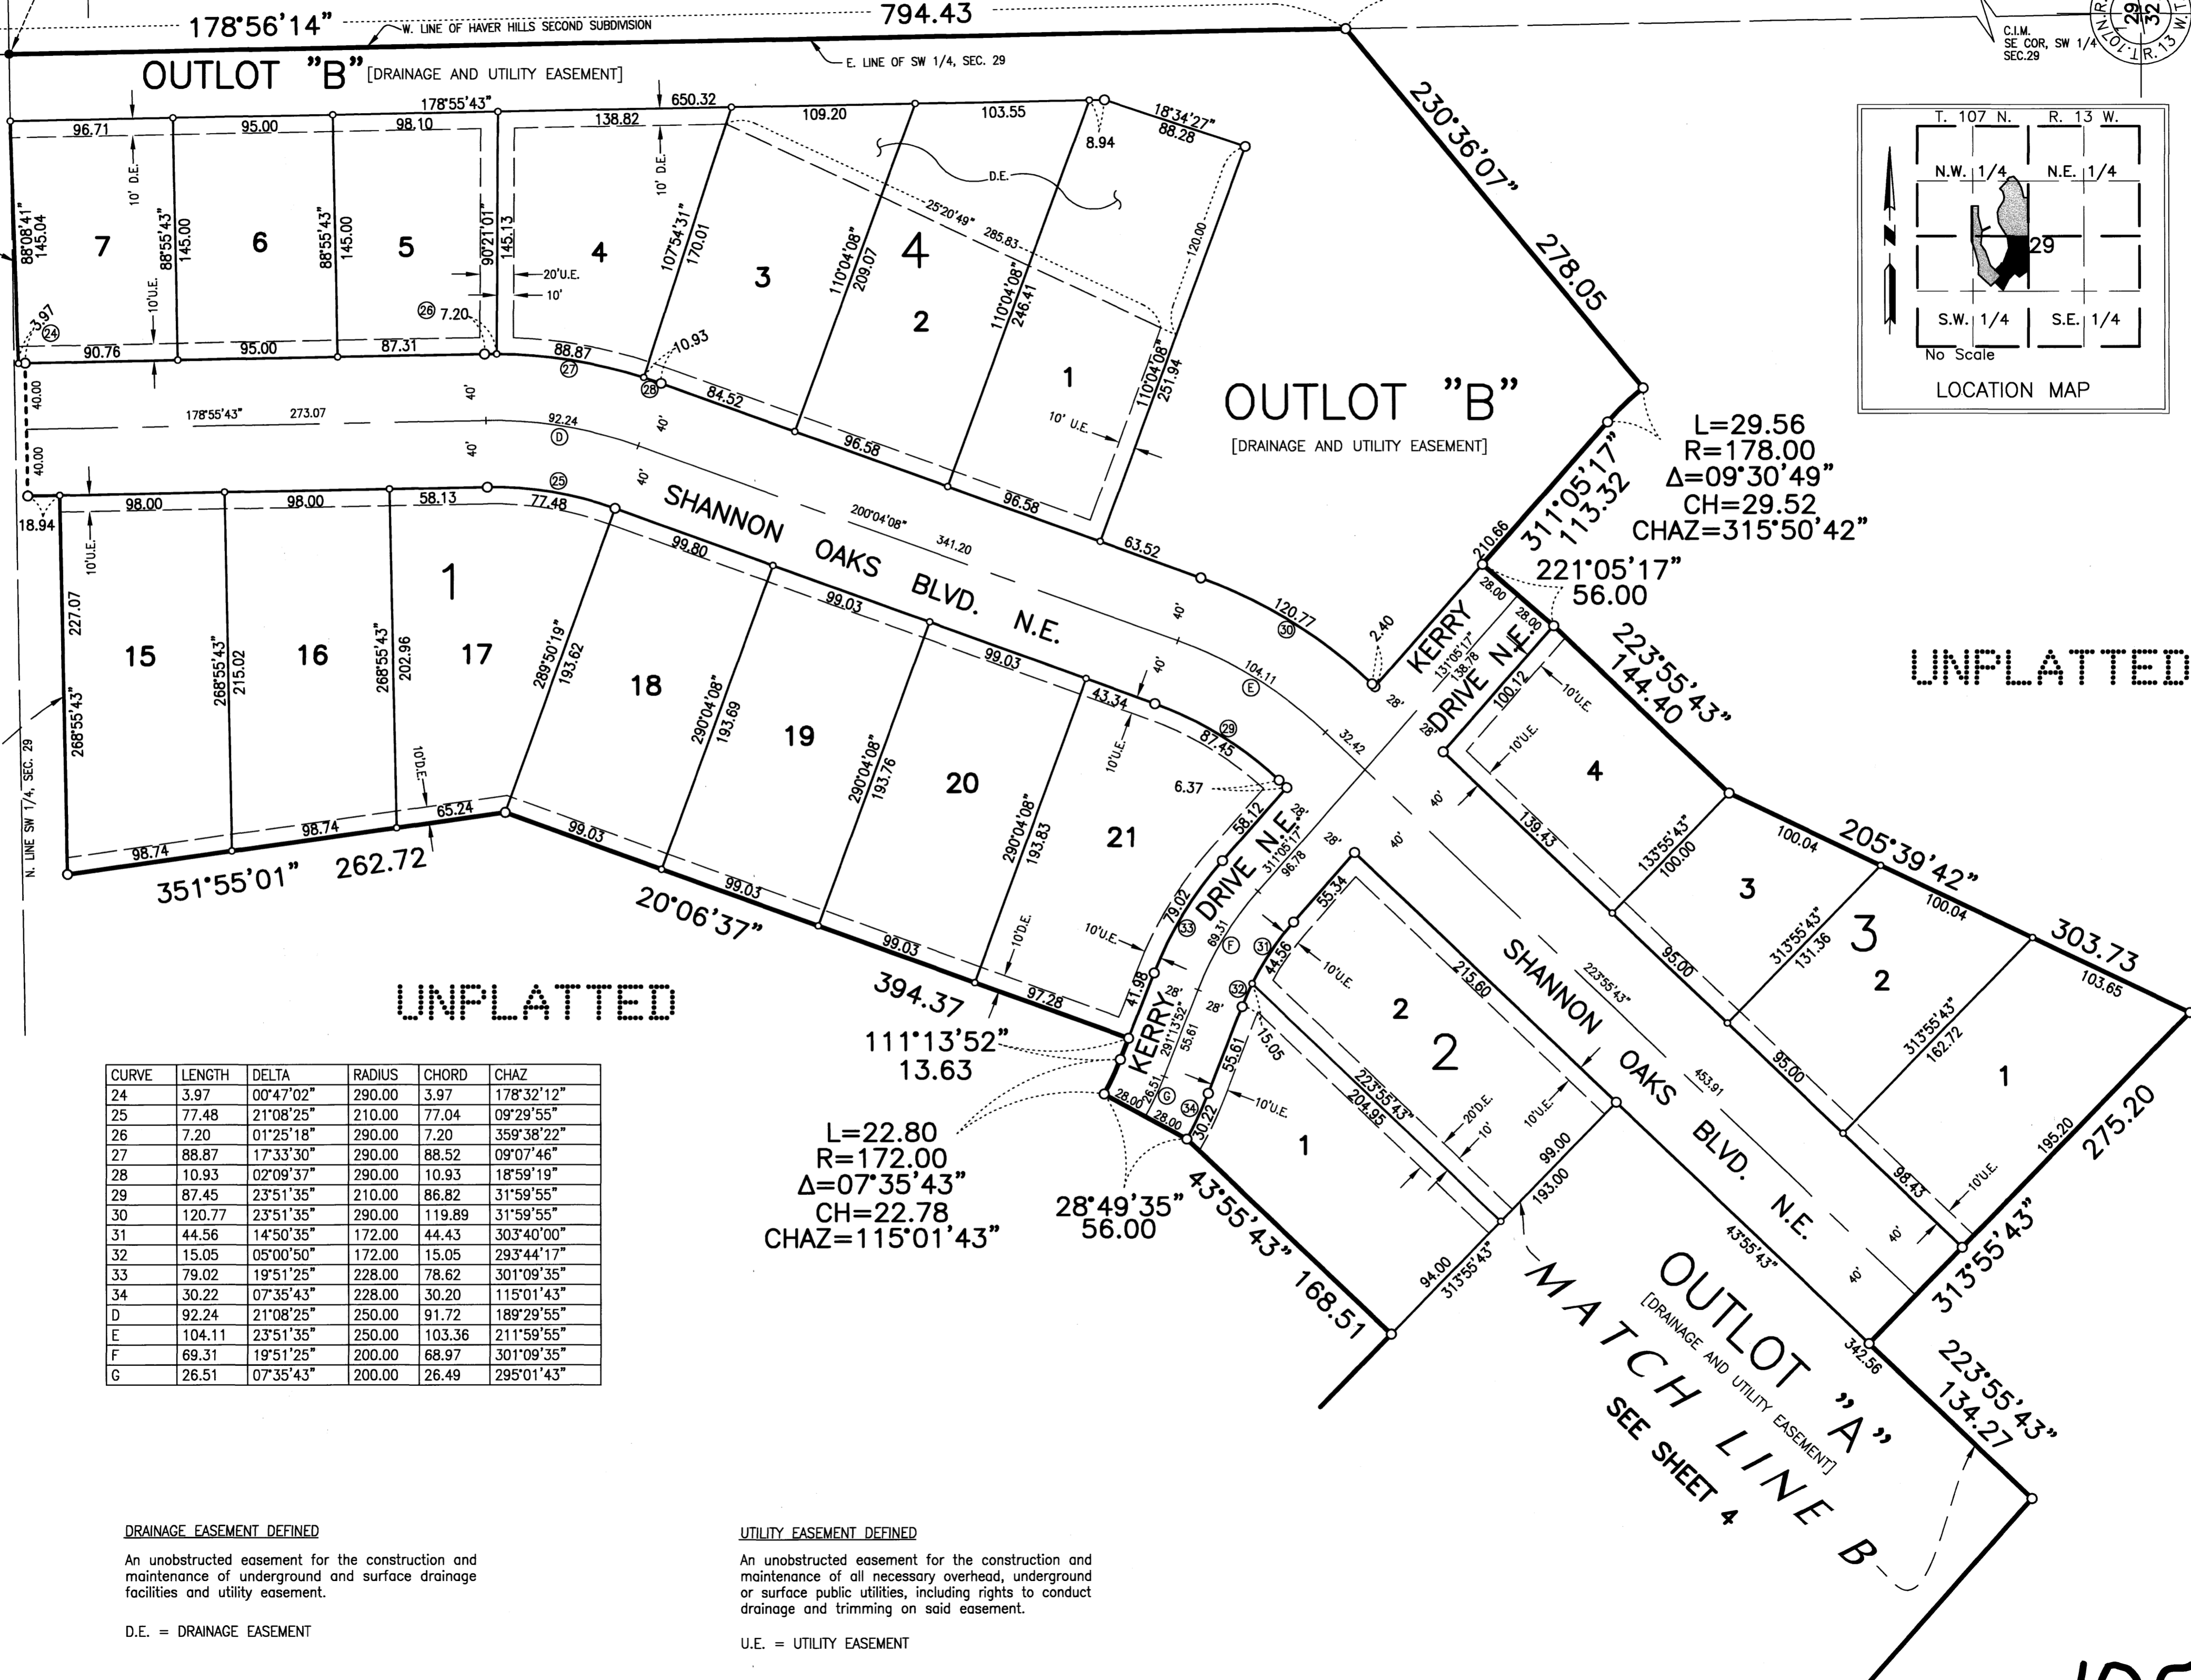 178°56'14"
794.43
W. LINE OF HAVER HILLS SECOND SUBDIVISION
E. LINE OF SW 1/4, SEC. 29
C.I.M.
SE COR, SW 1/4
SEC.29
29
32
T.107N.R.
R. 13 W.T
OUTLOT "B" [DRAINAGE AND UTILITY EASEMENT]
178°55'43"
650.32
96.71
95.00
98.10
138.82
109.20
103.55
8.94
18°34'27"
88.28
10' D.E.
10' D.E.
D.E.
25°20'49"
285.83
120.00
88°08'41"
145.04
7
88°55'43"
145.00
6
88°55'43"
145.00
5
90°21'01"
145.13
4
107°54'31"
170.01
3
110°04'08"
209.07
4
2
110°04'08"
246.41
1
110°04'08"
251.94
10' U.E.
20'U.E.
10'
10'U.E.
3.97
24
26 7.20
90.76
95.00
87.31
88.87
27
10.93
28
84.52
96.58
96.58
63.52
120.77
30
2.40
230°36'07"
278.05
OUTLOT "B"
[DRAINAGE AND UTILITY EASEMENT]
L=29.56
R=178.00
Δ=09°30'49"
CH=29.52
CHAZ=315°50'42"
311°05'17"
113.32
210.66
221°05'17"
56.00
28.00
28.00
T. 107 N. R. 13 W.
N.W. 1/4 N.E. 1/4
N
29
S.W. 1/4 S.E. 1/4
No Scale
LOCATION MAP
UNPLATTED
40.00
40.00
178°55'43" 273.07
40'
40'
92.24
D
40'
40'
SHANNON OAKS BLVD. N.E.
200°04'08"
341.20
40'
40'
104.11
E
32.42
KERRY DRIVE N.E.
131°05'17"
138.78
28'
28'
18.94
98.00
98.00
58.13
25
77.48
99.80
99.03
99.03
43.34
29
87.45
6.37
10'U.E.
227.07
268°55'43"
15
268°55'43"
215.02
16
268°55'43"
202.96
1
17
289°50'19"
193.62
18
290°04'08"
193.69
19
290°04'08"
193.76
20
290°04'08"
193.83
21
10'U.E.
N. LINE SW 1/4, SEC. 29
10'D.E.
98.74
98.74
65.24
351°55'01" 262.72
99.03
99.03
99.03
97.28
20°06'37"
394.37
10'D.E.
10'U.E.
UNPLATTED
58.12
79.02
33
41.98
28'
28'
KERRY DRIVE N.E.
311°05'17"
96.78
69.31
F
28'
28'
291°13'52"
55.61
26.51
G
111°13'52"
13.63
28.00
28.00
L=22.80
R=172.00
Δ=07°35'43"
CH=22.78
CHAZ=115°01'43"
28°49'35"
56.00
55.34
31
44.56
32
15.05
55.61
34
30.22
10'U.E.
10'U.E.
1
2
2
215.60
223°55'43"
204.95
20'D.E.
10'
10'U.E.
99.00
193.00
94.00
313°55'43"
43°55'43"
168.51
223°55'43"
144.40
100.12
10'U.E.
10'U.E.
4
139.43
133°55'43"
100.00
100.04
205°39'42"
303.73
3
95.00
313°55'43"
131.36
3
100.04
2
95.00
313°55'43"
162.72
103.65
1
98.43
10'U.E.
195.20
275.20
313°55'43"
40'
40'
SHANNON OAKS BLVD. N.E.
223°55'43"
453.91
40'
40'
43°55'43"
342.56
223°55'43"
134.27
OUTLOT "A"
[DRAINAGE AND UTILITY EASEMENT]
MATCH LINE B
SEE SHEET 4
CURVE LENGTH DELTA RADIUS CHORD CHAZ
24 3.97 00°47'02" 290.00 3.97 178°32'12"
25 77.48 21°08'25" 210.00 77.04 09°29'55"
26 7.20 01°25'18" 290.00 7.20 359°38'22"
27 88.87 17°33'30" 290.00 88.52 09°07'46"
28 10.93 02°09'37" 290.00 10.93 18°59'19"
29 87.45 23°51'35" 210.00 86.82 31°59'55"
30 120.77 23°51'35" 290.00 119.89 31°59'55"
31 44.56 14°50'35" 172.00 44.43 303°40'00"
32 15.05 05°00'50" 172.00 15.05 293°44'17"
33 79.02 19°51'25" 228.00 78.62 301°09'35"
34 30.22 07°35'43" 228.00 30.20 115°01'43"
D 92.24 21°08'25" 250.00 91.72 189°29'55"
E 104.11 23°51'35" 250.00 103.36 211°59'55"
F 69.31 19°51'25" 200.00 68.97 301°09'35"
G 26.51 07°35'43" 200.00 26.49 295°01'43"
DRAINAGE EASEMENT DEFINED
An unobstructed easement for the construction and
maintenance of underground and surface drainage
facilities and utility easement.
D.E. = DRAINAGE EASEMENT
UTILITY EASEMENT DEFINED
An unobstructed easement for the construction and
maintenance of all necessary overhead, underground
or surface public utilities, including rights to conduct
drainage and trimming on said easement.
U.E. = UTILITY EASEMENT